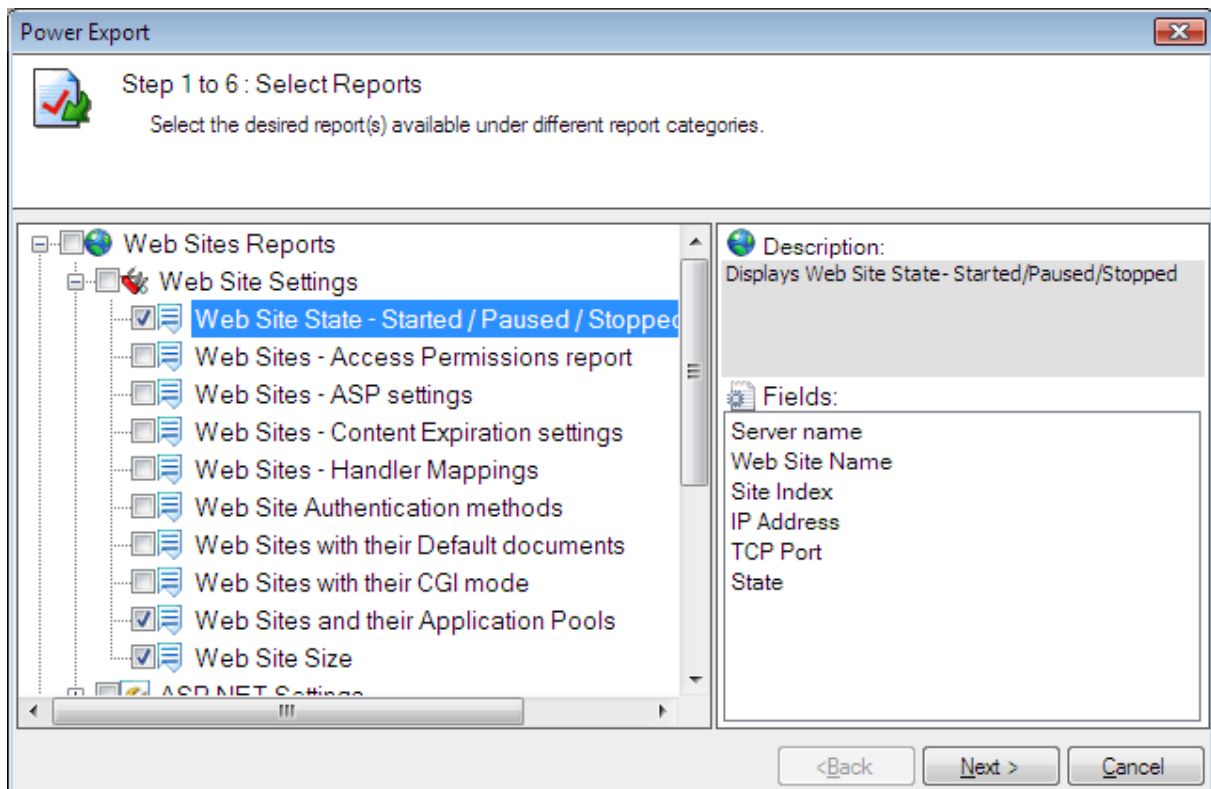 Power Export
Step 1 to 6 : Select Reports
Select the desired report(s) available under different report categories.
Web Sites Reports
Web Site Settings
Web Site State - Started / Paused / Stopped
Web Sites - Access Permissions report
Web Sites - ASP settings
Web Sites - Content Expiration settings
Web Sites - Handler Mappings
Web Site Authentication methods
Web Sites with their Default documents
Web Sites with their CGI mode
Web Sites and their Application Pools
Web Site Size
ASP.NET Settings
Description:
Displays Web Site State- Started/Paused/Stopped
Fields:
Server name
Web Site Name
Site Index
IP Address
TCP Port
State
<Back
Next >
Cancel